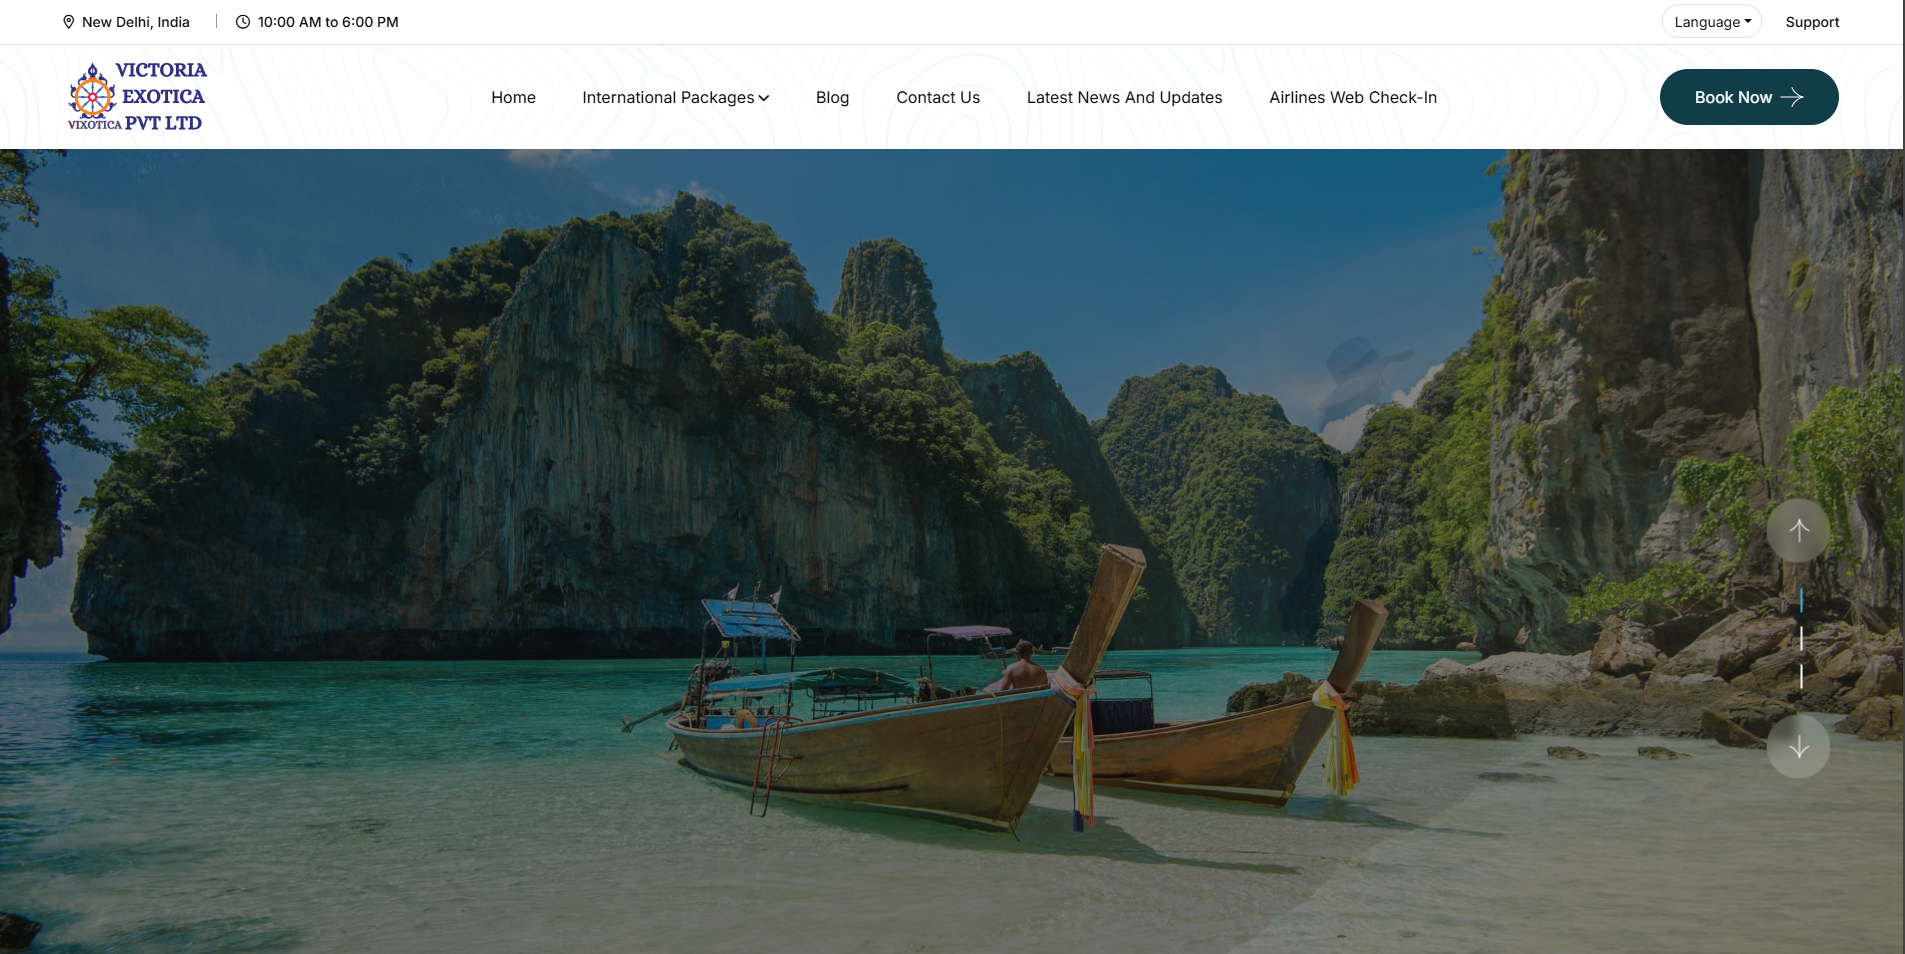 New Delhi, India
10:00 AM to 6:00 PM
Language
Support
VICTORIA
EXOTICA
VIXOTICA PVT LTD
Home
International Packages
Blog
Contact Us
Latest News And Updates
Airlines Web Check-In
Book Now